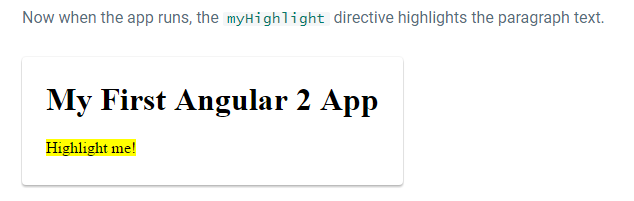 Now when the app runs, the myHighlight directive highlights the paragraph text.
My First Angular 2 App
Highlight me!